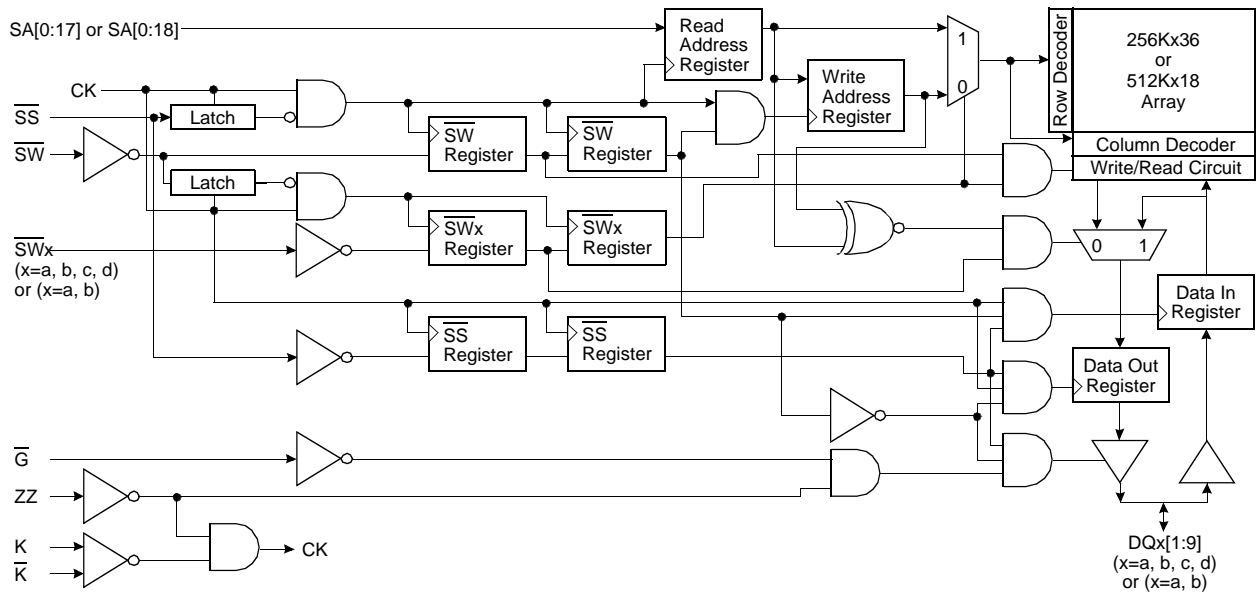 SA[0:17] or SA[0:18]
Read
Address
Register
1
0
Row Decoder
256Kx36
or
512Kx18
Array
Write
Address
Register
CK
SS
Latch
SW
SW
Register
SW
Register
Column Decoder
Write/Read Circuit
Latch
SWx
(x=a, b, c, d)
or (x=a, b)
SWx
Register
SWx
Register
0 1
Data In
Register
SS
Register
SS
Register
Data Out
Register
G
ZZ
K
K
CK
DQx[1:9]
(x=a, b, c, d)
or (x=a, b)